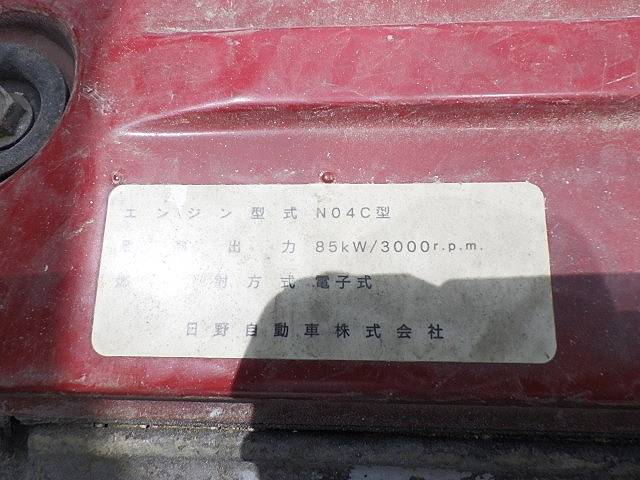 エンジン型式 N04C型
出力 85kW/3000r.p.m.
射方式 電子式
日野自動車株式会社